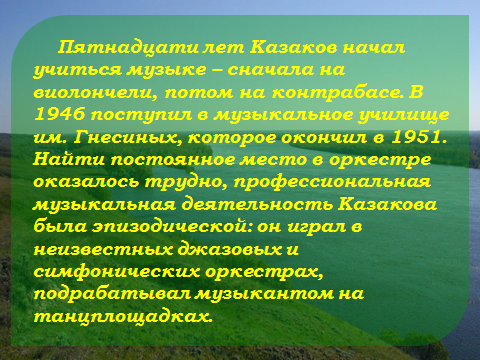 Пятнадцати лет Казаков начал
учиться музыке – сначала на
виолончели, потом на контрабасе. В
1946 поступил в музыкальное училище
им. Гнесиных, которое окончил в 1951.
Найти постоянное место в оркестре
оказалось трудно, профессиональная
музыкальная деятельность Казакова
была эпизодической: он играл в
неизвестных джазовых и
симфонических оркестрах,
подрабатывал музыкантом на
танцплощадках.